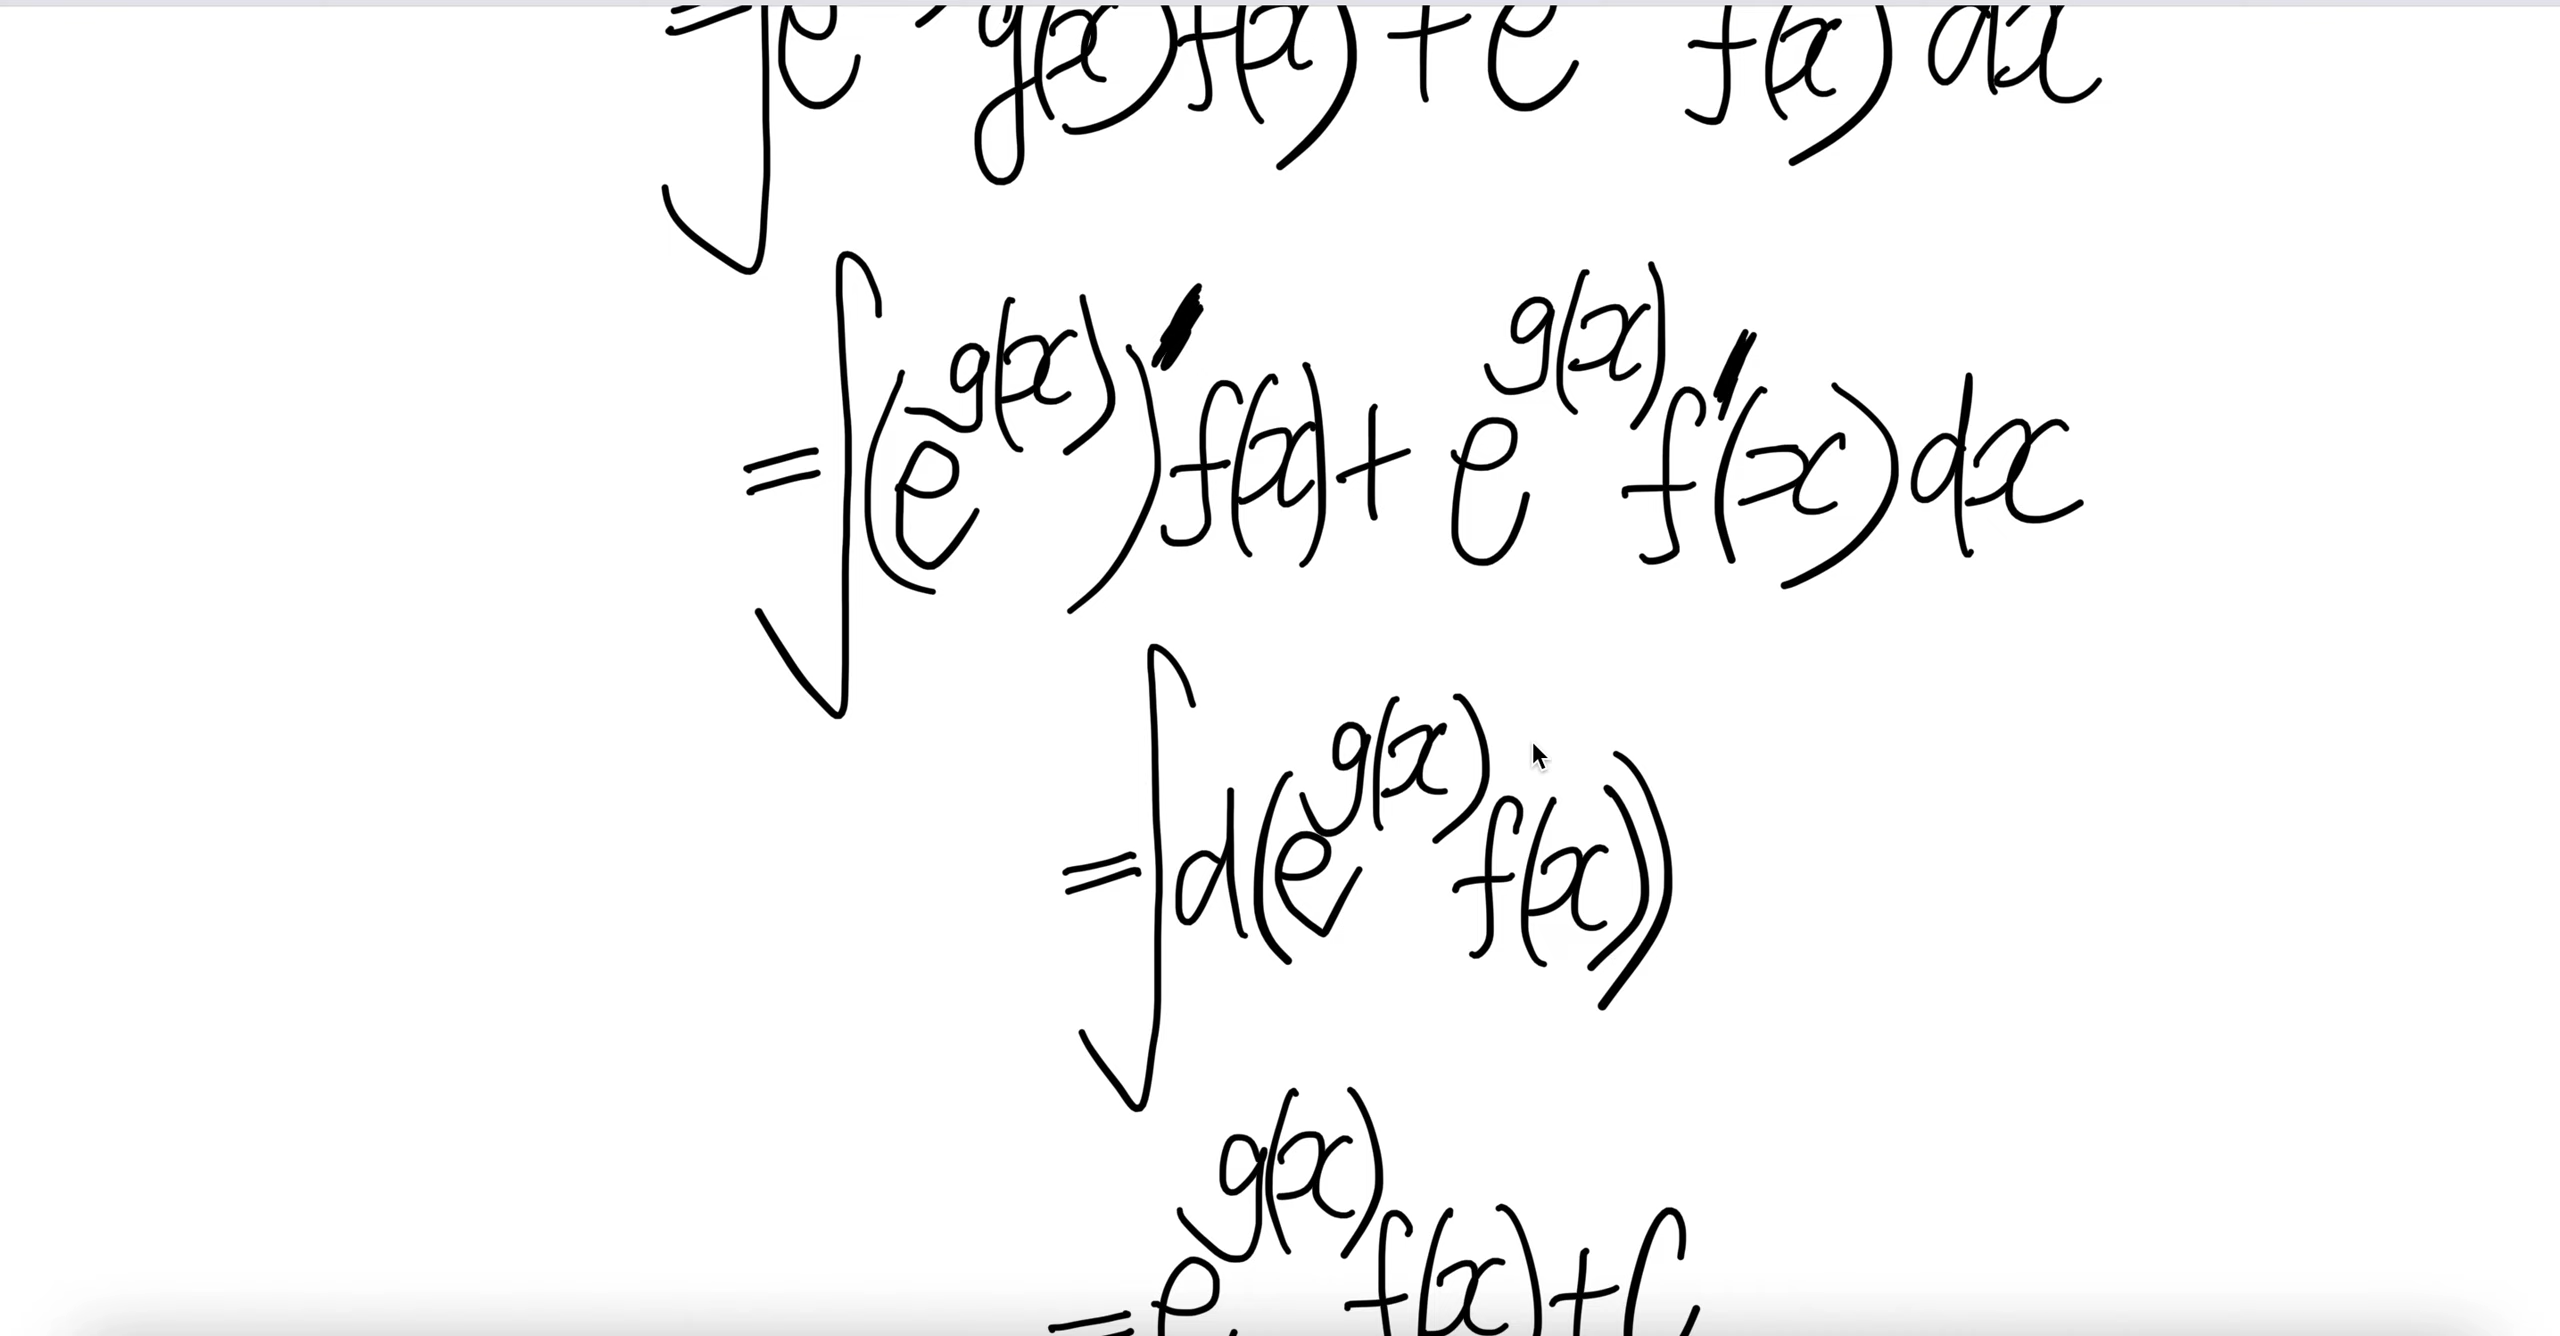 =∫e g(x)f(x)+e f(x)dx
=∫(e^g(x))'f(x)+e^g(x)f'(x)dx
=∫d(e^g(x)f(x))
=e^g(x)f(x)+C